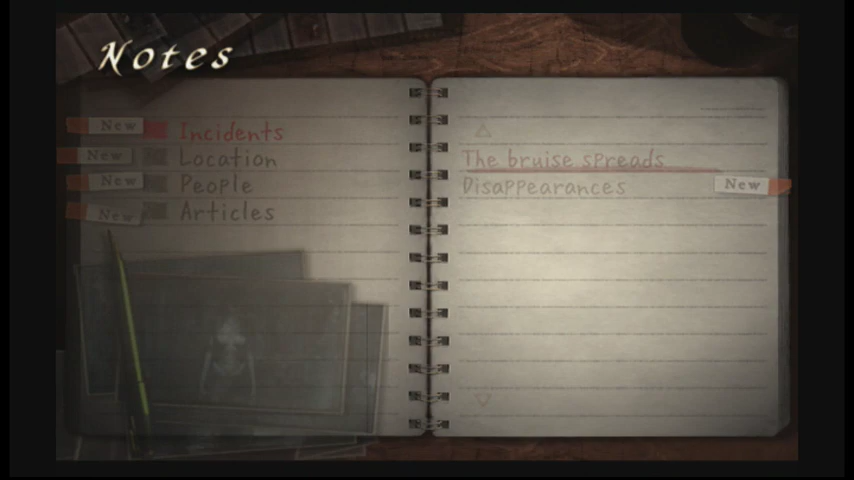 Notes
New Incidents
New Location
New People
New Articles
The bruise spreads
Disappearances New